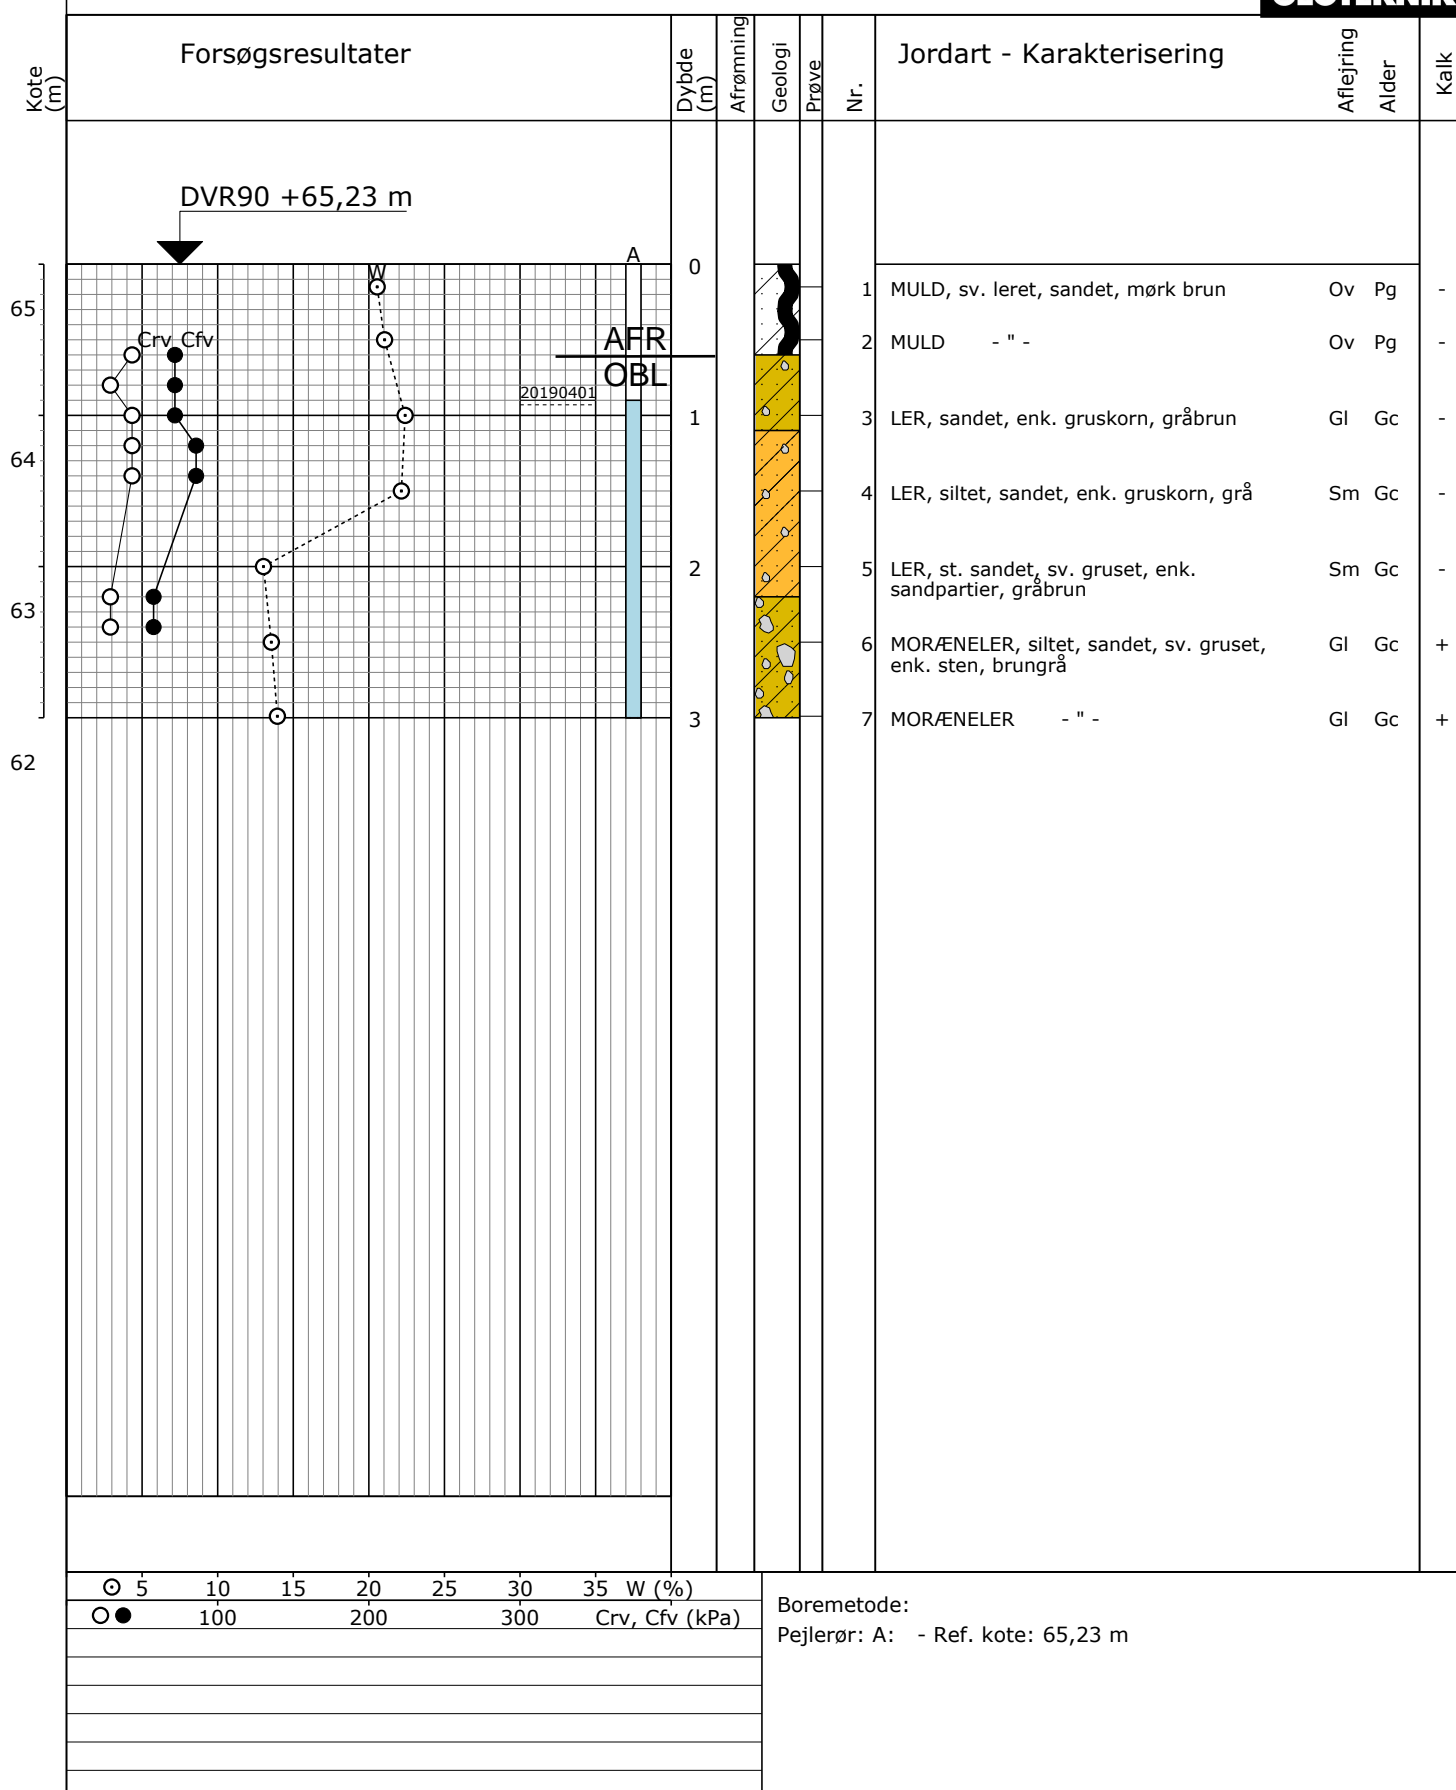 Kote (m)
Forsøgsresultater
Dybde (m)
Afrømning
Geologi
Prøve
Nr.
Jordart - Karakterisering
Aflejring
Alder
Kalk
DVR90 +65,23 m
A
W
0
1 MULD, sv. leret, sandet, mørk brun Ov Pg -
65
Crv Cfv
AFR
2 MULD - " - Ov Pg -
OBL
20190401
1
3 LER, sandet, enk. gruskorn, gråbrun Gl Gc -
64
4 LER, siltet, sandet, enk. gruskorn, grå Sm Gc -
2
5 LER, st. sandet, sv. gruset, enk. Sm Gc -
sandpartier, gråbrun
63
6 MORÆNELER, siltet, sandet, sv. gruset, Gl Gc +
enk. sten, brungrå
3
7 MORÆNELER - " - Gl Gc +
62
5 10 15 20 25 30 35 W (%)
100 200 300 Crv, Cfv (kPa)
Boremetode:
Pejlerør: A: - Ref. kote: 65,23 m